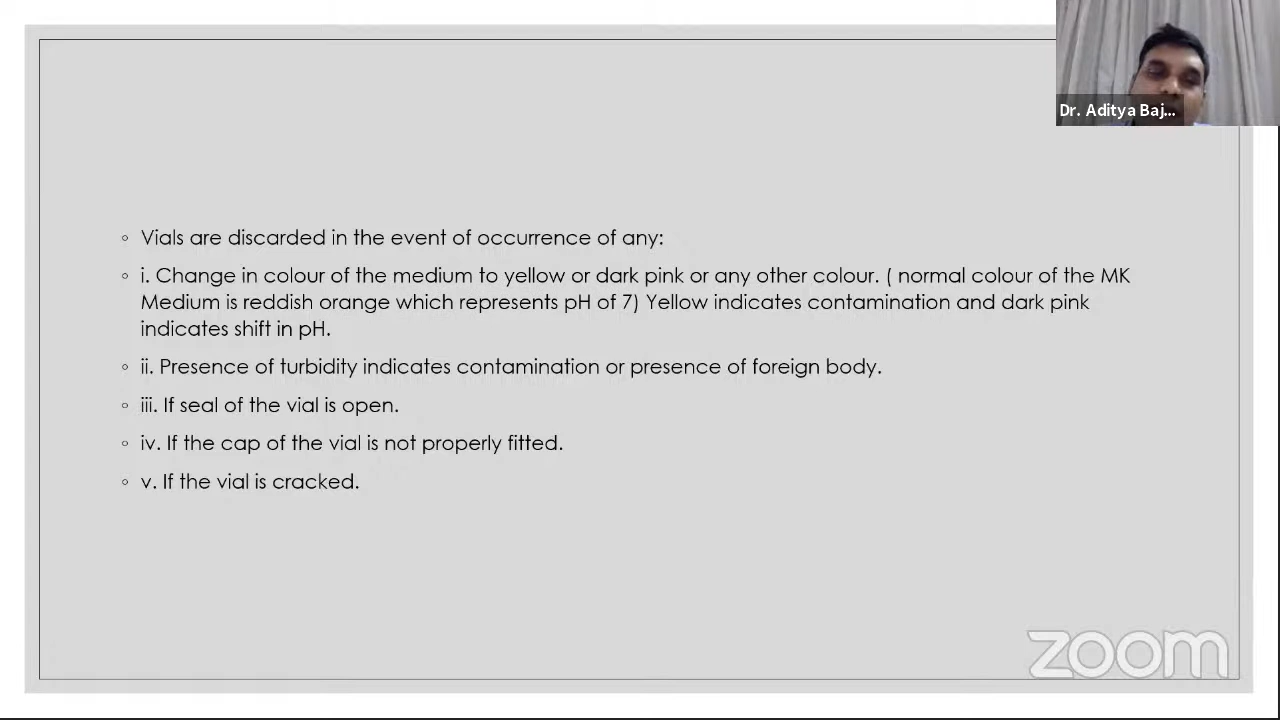 Dr. Aditya Baj...
◦ Vials are discarded in the event of occurrence of any:
◦ i. Change in colour of the medium to yellow or dark pink or any other colour. ( normal colour of the MK
Medium is reddish orange which represents pH of 7) Yellow indicates contamination and dark pink
indicates shift in pH.
◦ ii. Presence of turbidity indicates contamination or presence of foreign body.
◦ iii. If seal of the vial is open.
◦ iv. If the cap of the vial is not properly fitted.
◦ v. If the vial is cracked.
zoom